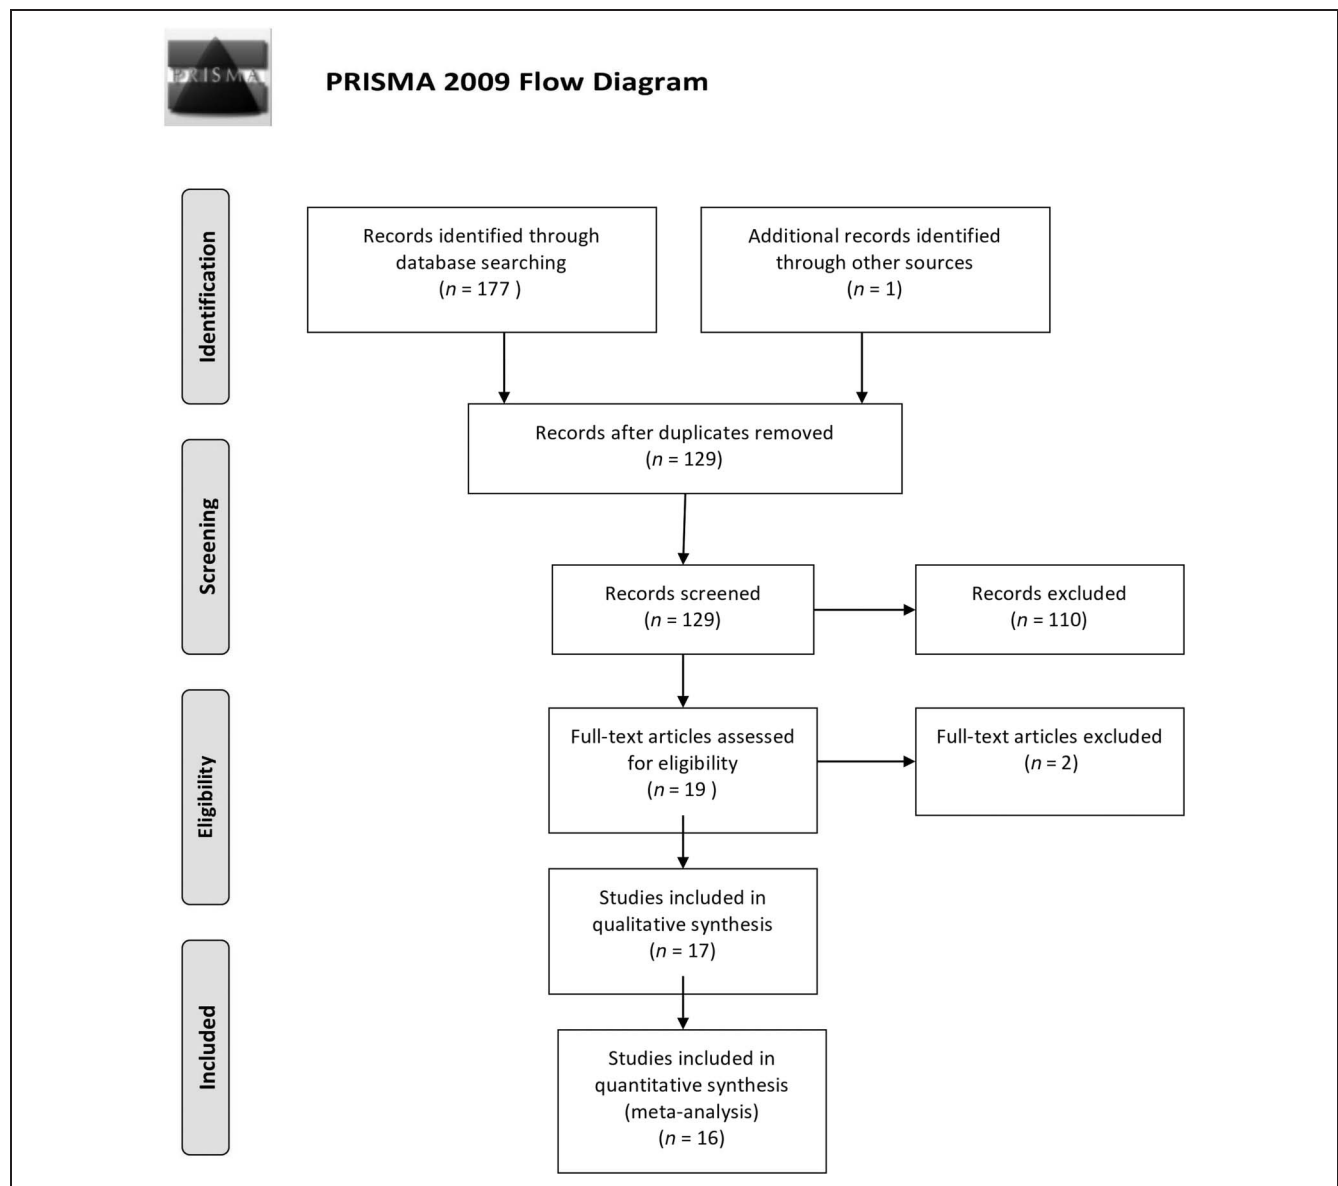 PRISMA
PRISMA 2009 Flow Diagram
Identification
Records identified through
database searching
(n = 177 )
Additional records identified
through other sources
(n = 1)
Records after duplicates removed
(n = 129)
Screening
Records screened
(n = 129)
Records excluded
(n = 110)
Eligibility
Full-text articles assessed
for eligibility
(n = 19 )
Full-text articles excluded
(n = 2)
Studies included in
qualitative synthesis
(n = 17)
Included
Studies included in
quantitative synthesis
(meta-analysis)
(n = 16)